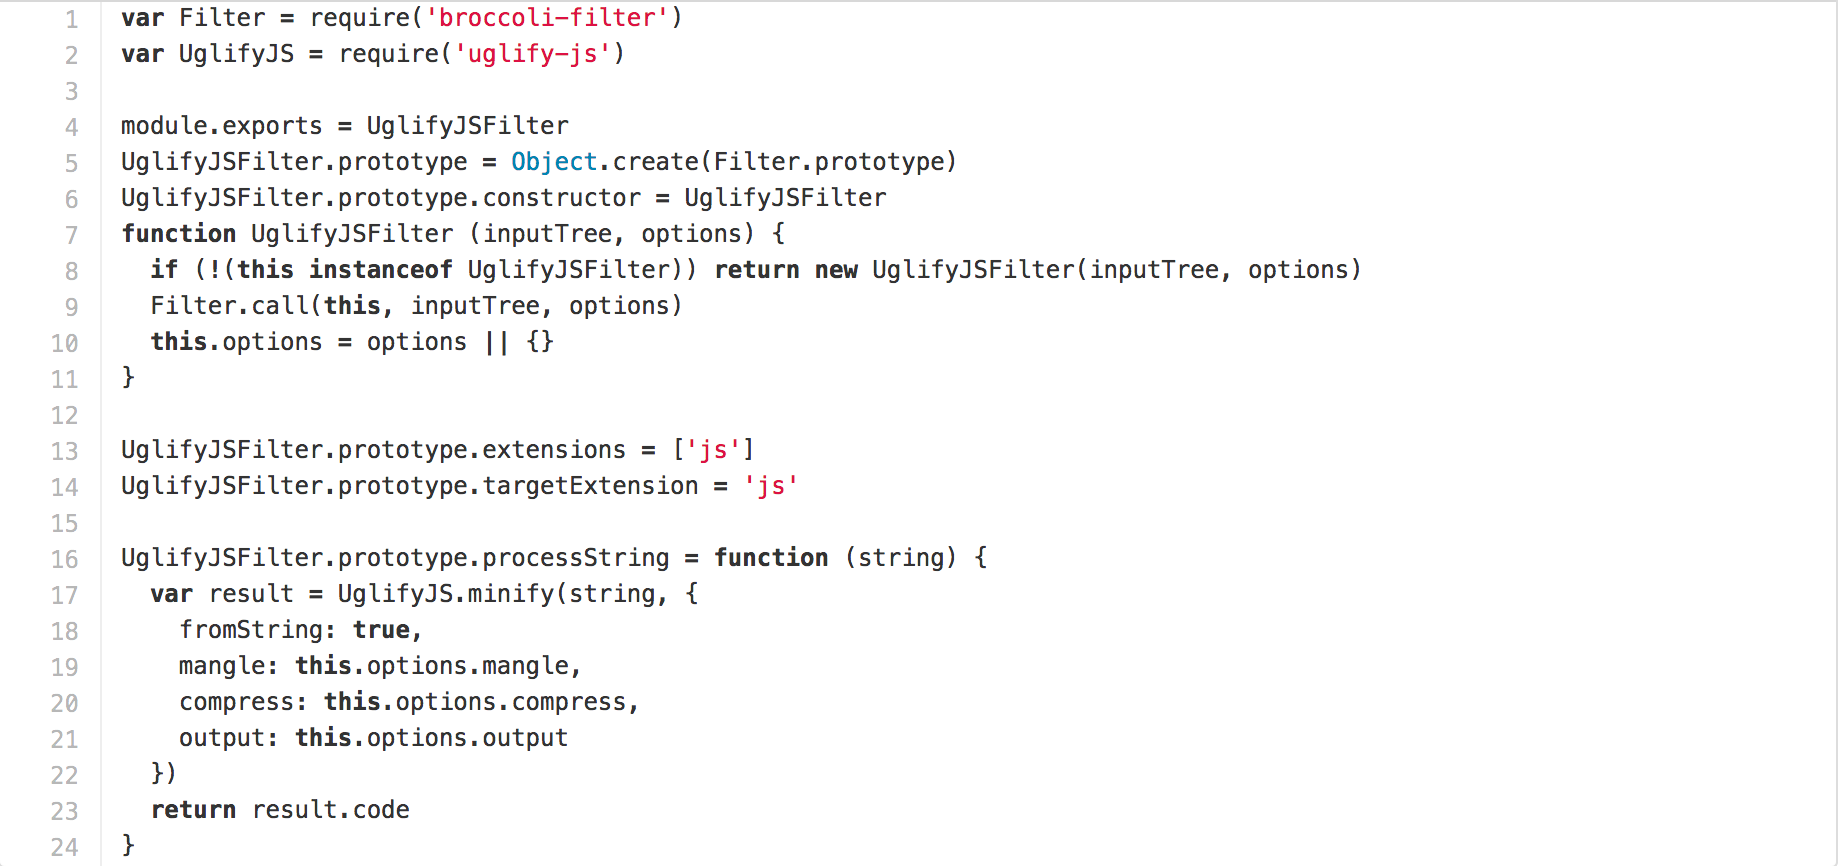 1 var Filter = require('broccoli-filter')
2 var UglifyJS = require('uglify-js')
3
4 module.exports = UglifyJSFilter
5 UglifyJSFilter.prototype = Object.create(Filter.prototype)
6 UglifyJSFilter.prototype.constructor = UglifyJSFilter
7 function UglifyJSFilter (inputTree, options) {
8   if (!(this instanceof UglifyJSFilter)) return new UglifyJSFilter(inputTree, options)
9   Filter.call(this, inputTree, options)
10   this.options = options || {}
11 }
12
13 UglifyJSFilter.prototype.extensions = ['js']
14 UglifyJSFilter.prototype.targetExtension = 'js'
15
16 UglifyJSFilter.prototype.processString = function (string) {
17   var result = UglifyJS.minify(string, {
18     fromString: true,
19     mangle: this.options.mangle,
20     compress: this.options.compress,
21     output: this.options.output
22   })
23   return result.code
24 }